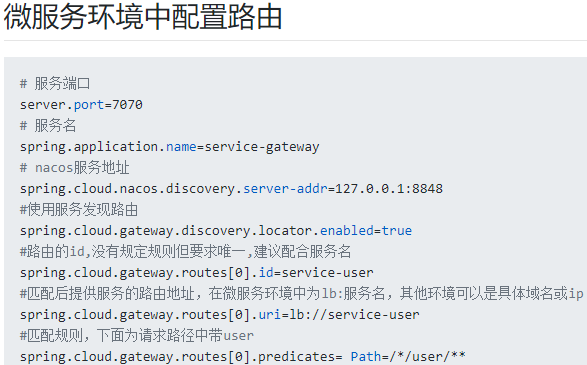 微服务环境中配置路由
# 服务端口
server.port=7070
# 服务名
spring.application.name=service-gateway
# nacos服务地址
spring.cloud.nacos.discovery.server-addr=127.0.0.1:8848
#使用服务发现路由
spring.cloud.gateway.discovery.locator.enabled=true
#路由的id,没有规定规则但要求唯一,建议配合服务名
spring.cloud.gateway.routes[0].id=service-user
#匹配后提供服务的路由地址，在微服务环境中为lb:服务名，其他环境可以是具体域名或ip
spring.cloud.gateway.routes[0].uri=lb://service-user
#匹配规则，下面为请求路径中带user
spring.cloud.gateway.routes[0].predicates= Path=/*/user/**